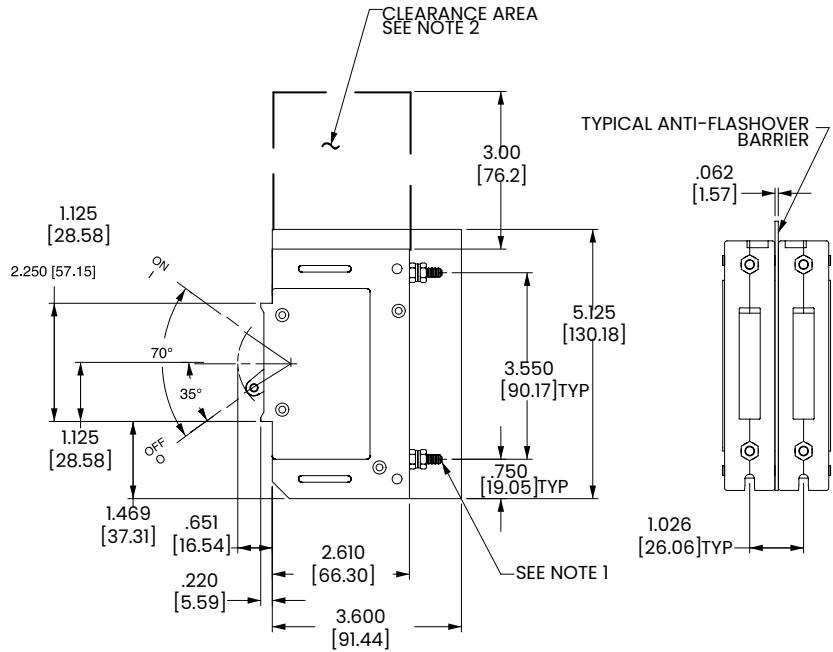 CLEARANCE AREA
SEE NOTE 2
TYPICAL ANTI-FLASHOVER
BARRIER
3.00
[76.2]
.062
[1.57]
1.125
[28.58]
2.250 [57.15]
ON
I
70°
35°
OFF
O
5.125
[130.18]
3.550
[90.17]TYP
1.125
[28.58]
.750
[19.05]TYP
1.469
[37.31]
.651
[16.54]
2.610
[66.30]
1.026
[26.06]TYP
SEE NOTE 1
.220
[5.59]
3.600
[91.44]